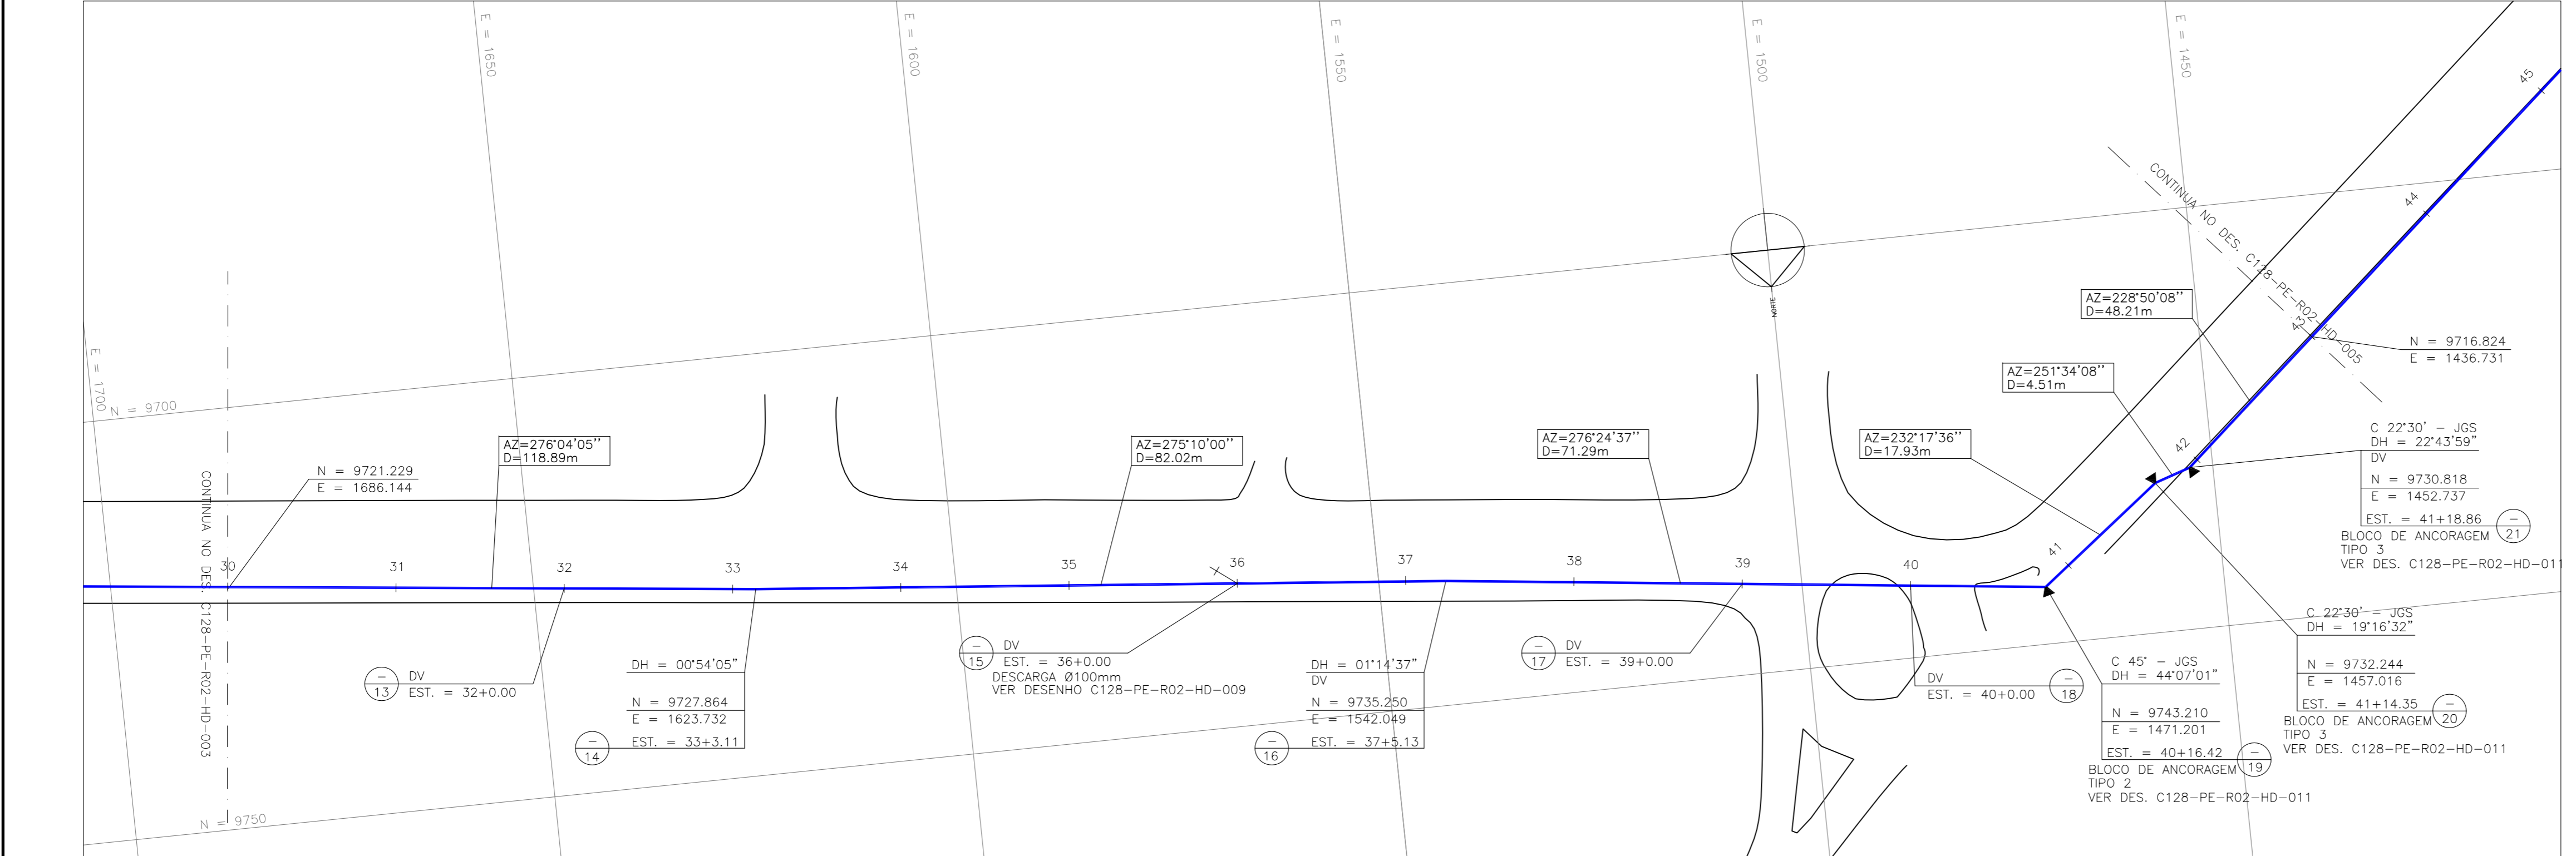 E = 1650
E = 1600
E = 1550
E = 1500
E = 1450
E = 1700
N = 9700
N = 9750
CONTINUA NO DES. C128-PE-R02-HD-003
N = 9721.229
E = 1686.144
AZ=276°04'05''
D=118.89m
AZ=275°10'00''
D=82.02m
AZ=276°24'37''
D=71.29m
AZ=232°17'36''
D=17.93m
AZ=251°34'08''
D=4.51m
AZ=228°50'08''
D=48.21m
NORTE
CONTINUA NO DES. C128-PE-R02-HD-005
30
31
32
33
34
35
36
37
38
39
40
41
42
43
44
45
N = 9716.824
E = 1436.731
C 22°30' - JGS
DH = 22°43'59"
DV
N = 9730.818
E = 1452.737
EST. = 41+18.86
-
21
BLOCO DE ANCORAGEM
TIPO 3
VER DES. C128-PE-R02-HD-011
-
13
DV
EST. = 32+0.00
DH = 00°54'05"
N = 9727.864
E = 1623.732
EST. = 33+3.11
-
14
-
15
DV
EST. = 36+0.00
DESCARGA Ø100mm
VER DESENHO C128-PE-R02-HD-009
DH = 01°14'37"
DV
N = 9735.250
E = 1542.049
EST. = 37+5.13
-
16
-
17
DV
EST. = 39+0.00
DV
EST. = 40+0.00
-
18
C 45° - JGS
DH = 44°07'01"
N = 9743.210
E = 1471.201
EST. = 40+16.42
-
19
BLOCO DE ANCORAGEM
TIPO 2
VER DES. C128-PE-R02-HD-011
C 22°30' - JGS
DH = 19°16'32"
N = 9732.244
E = 1457.016
EST. = 41+14.35
-
20
BLOCO DE ANCORAGEM
TIPO 3
VER DES. C128-PE-R02-HD-011